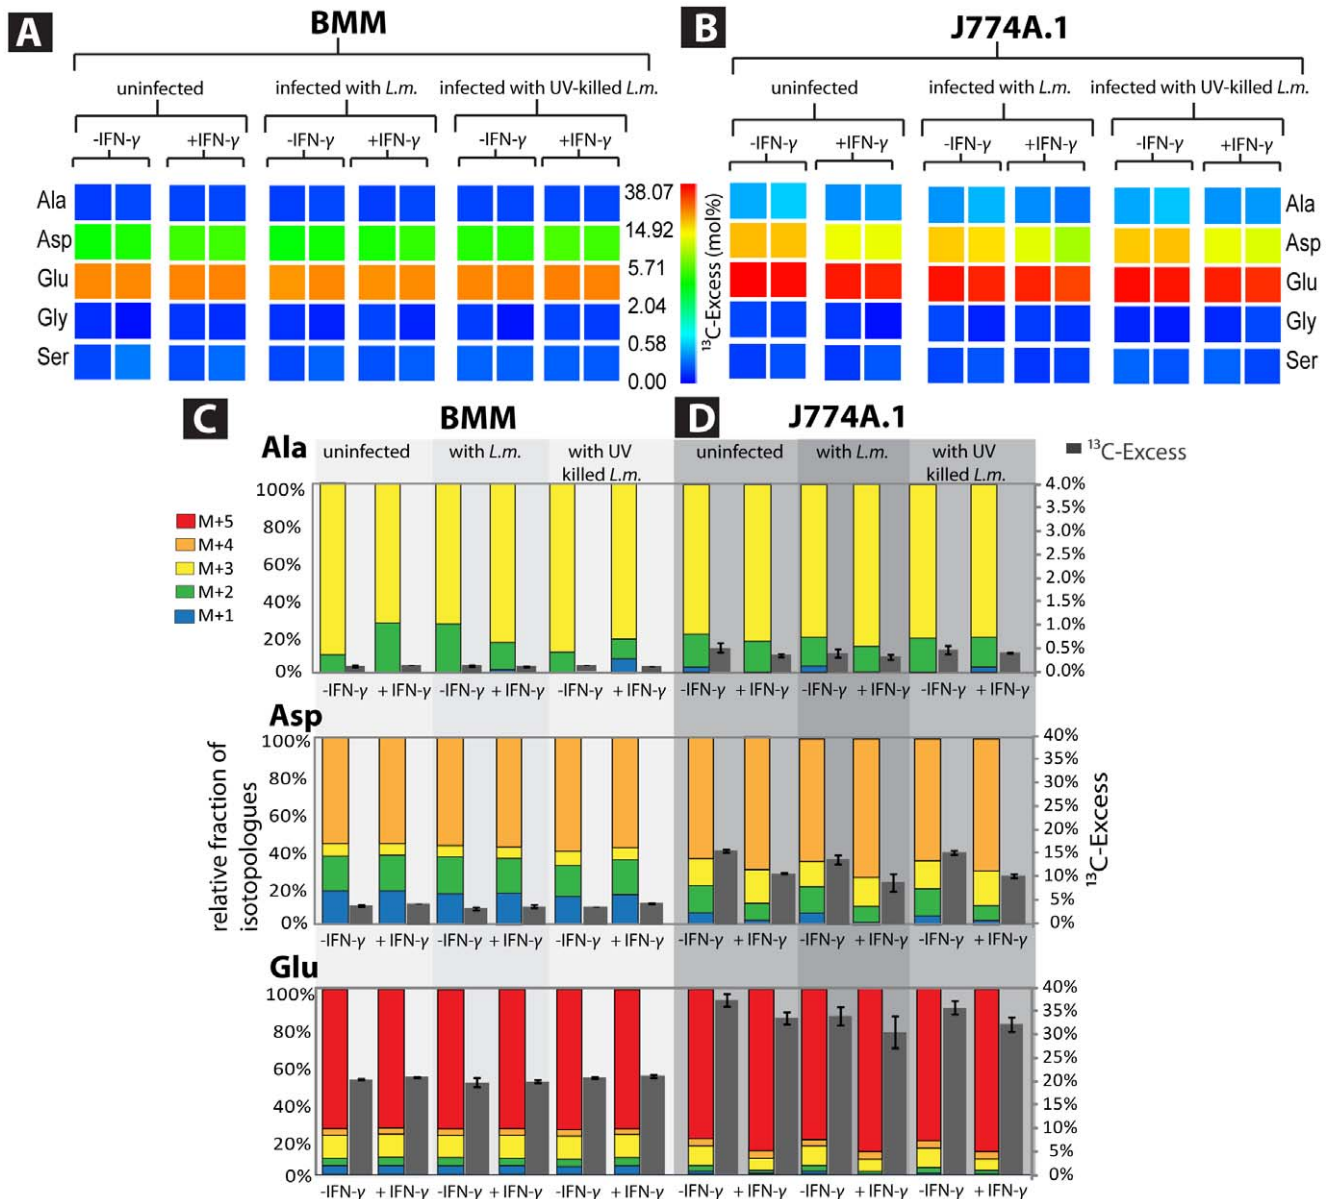 A
BMM
uninfected
infected with L.m.
infected with UV-killed L.m.
-IFN-γ
+IFN-γ
-IFN-γ
+IFN-γ
-IFN-γ
+IFN-γ
Ala
Asp
Glu
Gly
Ser
38.07
14.92
5.71
2.04
0.58
0.00
13C-Excess (mol%)
B
J774A.1
uninfected
infected with L.m.
infected with UV-killed L.m.
-IFN-γ
+IFN-γ
-IFN-γ
+IFN-γ
-IFN-γ
+IFN-γ
Ala
Asp
Glu
Gly
Ser
C
BMM
D
J774A.1
Ala
uninfected
with L.m.
with UV
killed L.m.
uninfected
with L.m.
with UV
killed L.m.
13C-Excess
M+5
M+4
M+3
M+2
M+1
100%
80%
60%
40%
20%
0%
4.0%
3.5%
3.0%
2.5%
2.0%
1.5%
1.0%
0.5%
0.0%
-IFN-γ + IFN-γ -IFN-γ + IFN-γ -IFN-γ + IFN-γ -IFN-γ + IFN-γ -IFN-γ + IFN-γ -IFN-γ + IFN-γ
Asp
relative fraction of
isotopologues
100%
80%
60%
40%
20%
0%
40%
35%
30%
25%
20%
15%
10%
5%
0%
13C-Excess
-IFN-γ + IFN-γ -IFN-γ + IFN-γ -IFN-γ + IFN-γ -IFN-γ + IFN-γ -IFN-γ + IFN-γ -IFN-γ + IFN-γ
Glu
100%
80%
60%
40%
20%
0%
40%
35%
30%
25%
20%
15%
10%
5%
0%
-IFN-γ + IFN-γ -IFN-γ + IFN-γ -IFN-γ + IFN-γ -IFN-γ + IFN-γ -IFN-γ + IFN-γ -IFN-γ + IFN-γ